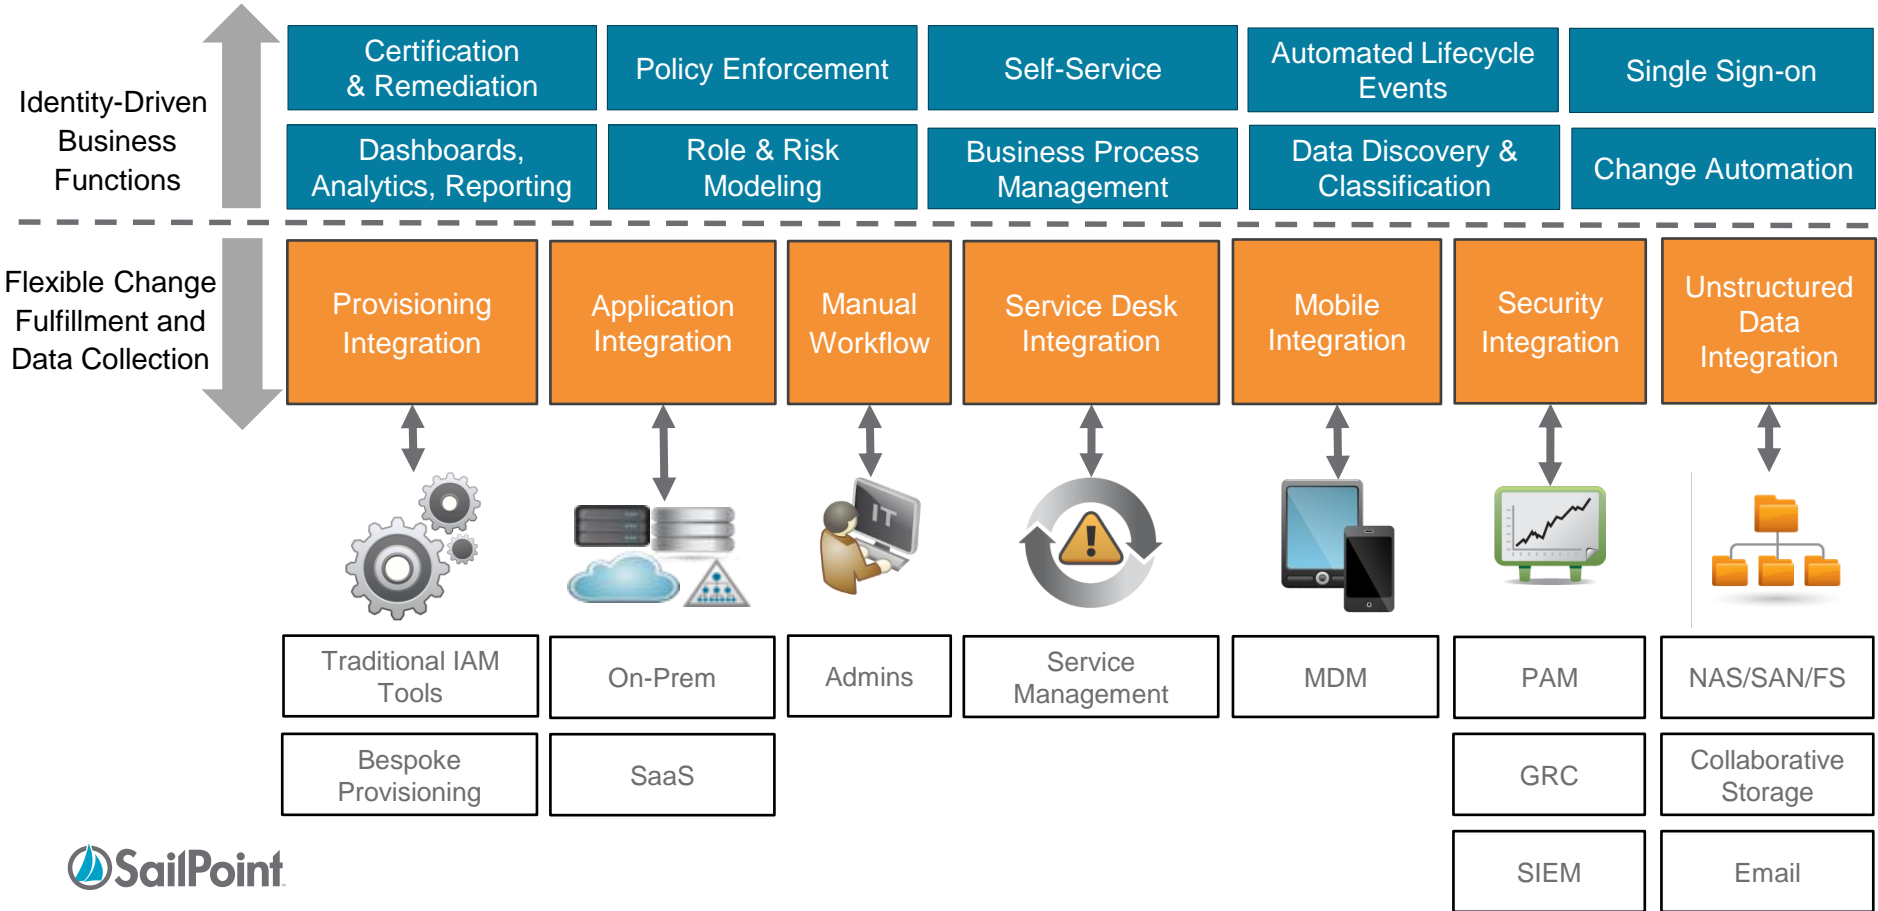 Certification
& Remediation
Policy Enforcement
Self-Service
Automated Lifecycle
Events
Single Sign-on
Identity-Driven
Business
Functions
Dashboards,
Analytics, Reporting
Role & Risk
Modeling
Business Process
Management
Data Discovery &
Classification
Change Automation
Flexible Change
Fulfillment and
Data Collection
Provisioning
Integration
Application
Integration
Manual
Workflow
Service Desk
Integration
Mobile
Integration
Security
Integration
Unstructured
Data
Integration
IT
Traditional IAM
Tools
On-Prem
Admins
Service
Management
MDM
PAM
NAS/SAN/FS
Bespoke
Provisioning
SaaS
GRC
Collaborative
Storage
SailPoint
SIEM
Email